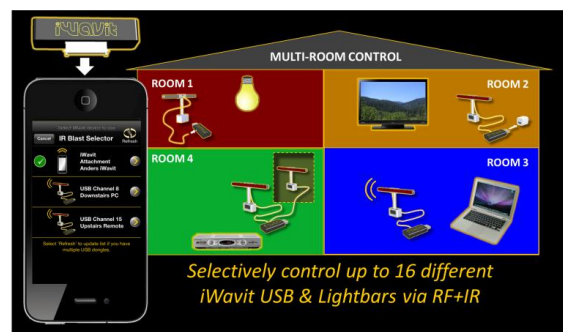 iWavit
MULTI-ROOM CONTROL
ROOM 1
ROOM 2
ROOM 4
ROOM 3
Cancel
IR Blast Selector
Refresh
iWavit
Attachment
Anders iWavit
USB Channel 8
Downstairs PC
USB Channel 16
Upstairs Remote
Select 'Refresh' to update list if you have
multiple USB dongles.
Selectively control up to 16 different
iWavit USB & Lightbars via RF+IR